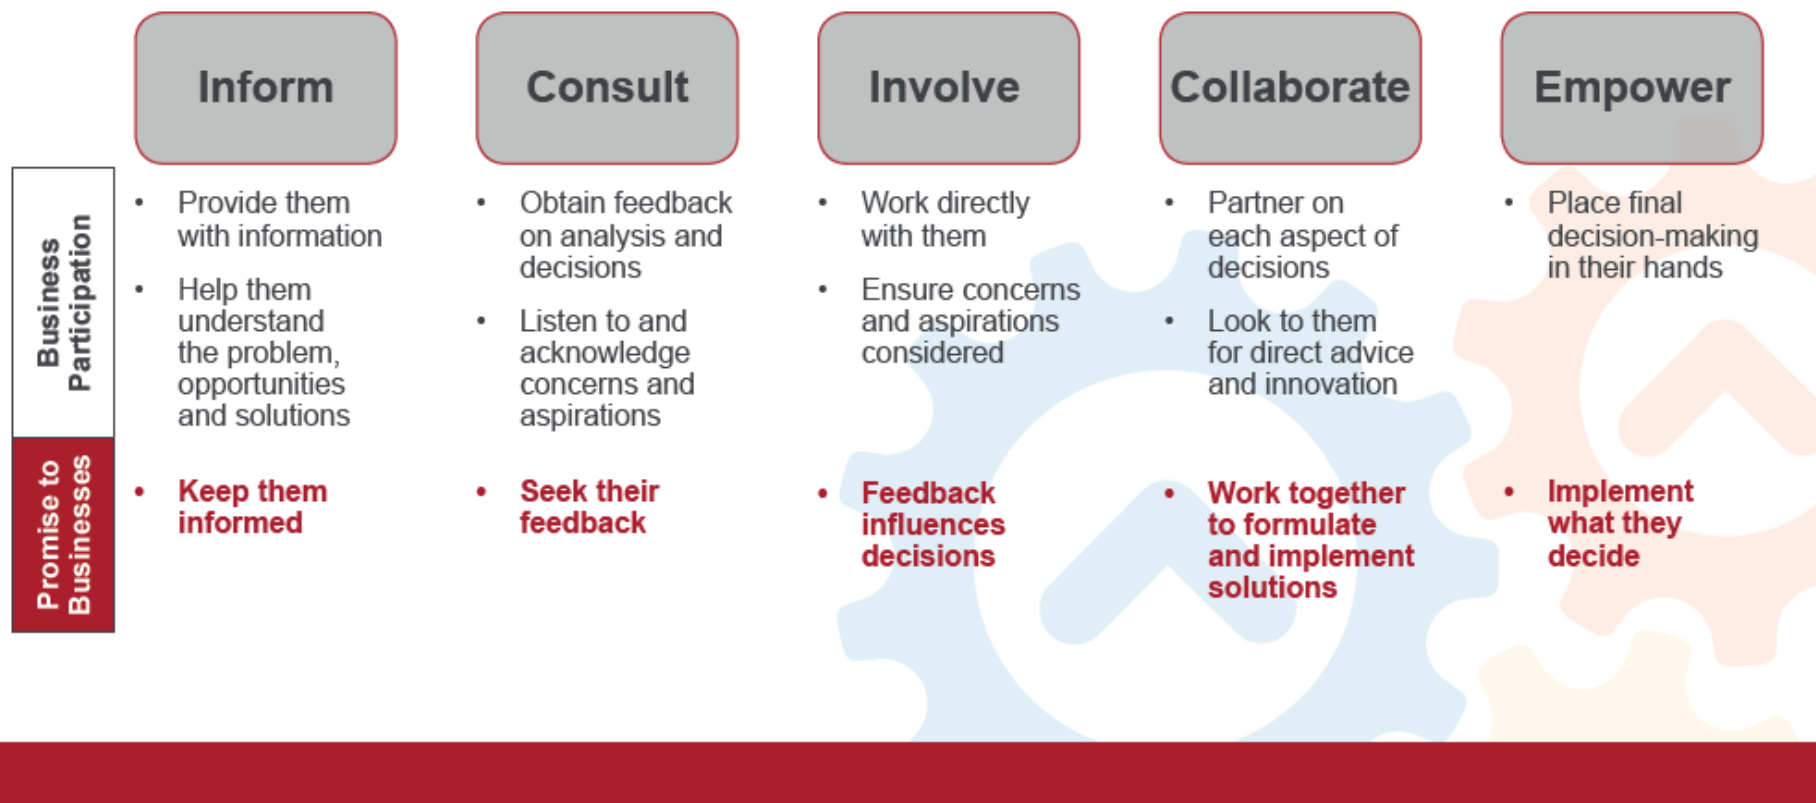 Inform
Consult
Involve
Collaborate
Empower
Business
Participation
• Provide them
with information
• Help them
understand
the problem,
opportunities
and solutions
• Obtain feedback
on analysis and
decisions
• Listen to and
acknowledge
concerns and
aspirations
• Work directly
with them
• Ensure concerns
and aspirations
considered
• Partner on
each aspect of
decisions
• Look to them
for direct advice
and innovation
• Place final
decision-making
in their hands
Promise to
Businesses
• Keep them
informed
• Seek their
feedback
• Feedback
influences
decisions
• Work together
to formulate
and implement
solutions
• Implement
what they
decide